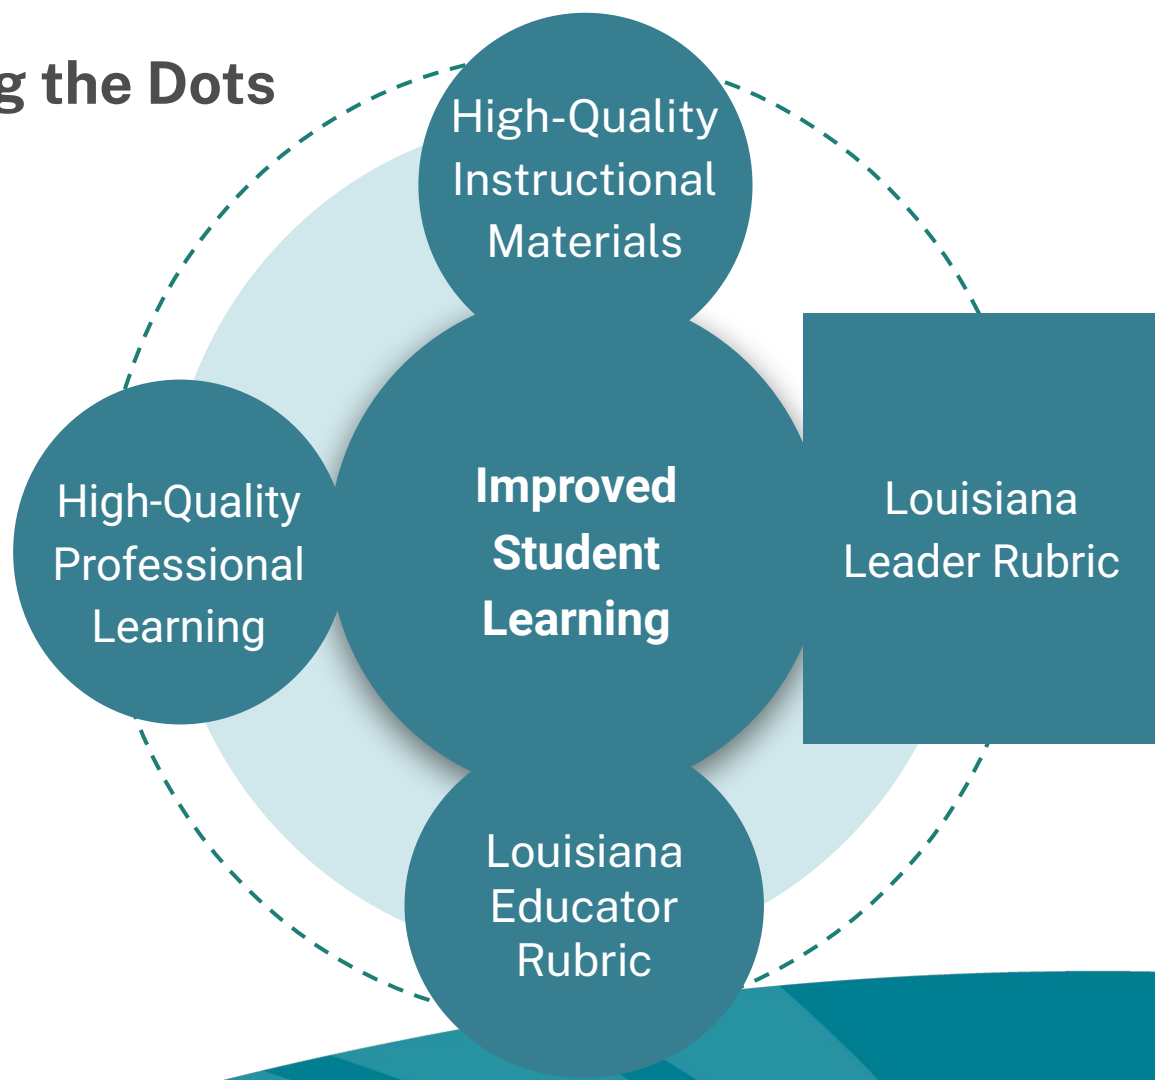 g the Dots
High-Quality
Instructional
Materials
High-Quality
Professional
Learning
Improved
Student
Learning
Louisiana
Leader Rubric
Louisiana
Educator
Rubric